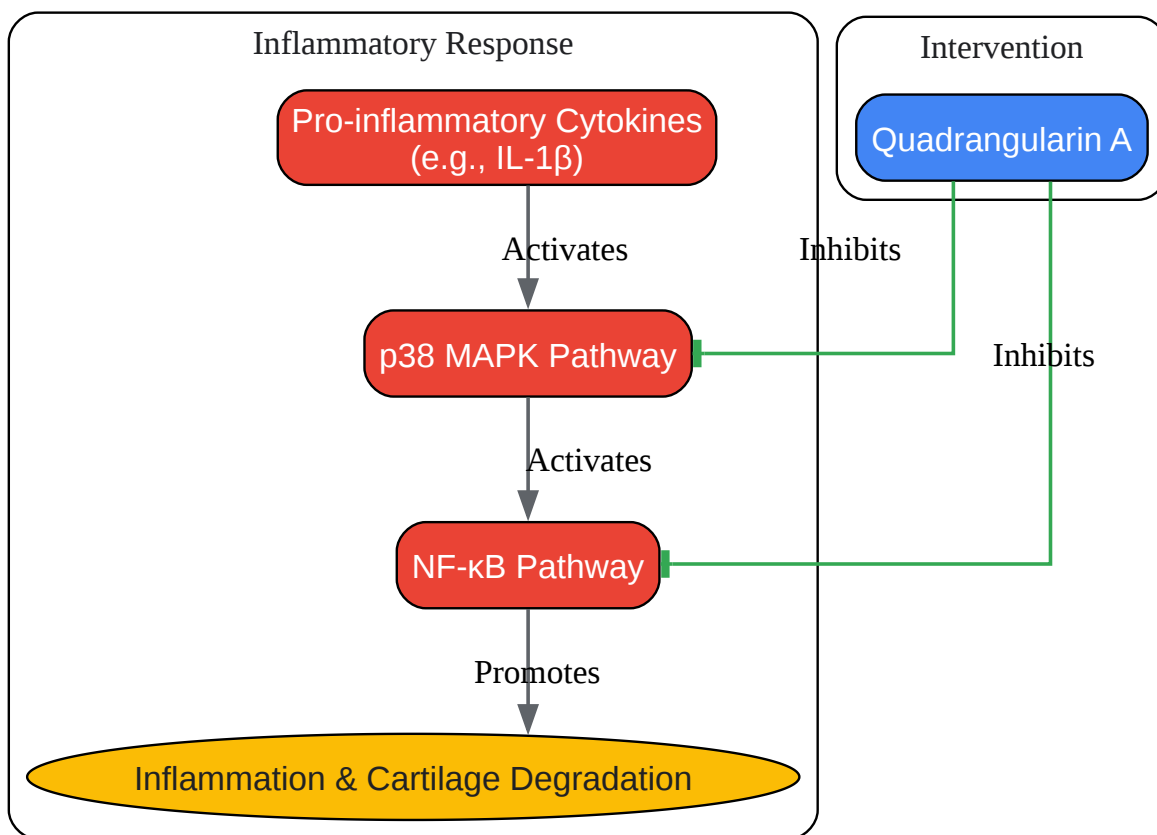 Inflammatory Response
Intervention
Pro-inflammatory Cytokines
(e.g., IL-1β)
Quadrangularin A
Activates
Inhibits
p38 MAPK Pathway
Inhibits
Activates
NF-κB Pathway
Promotes
Inflammation & Cartilage Degradation